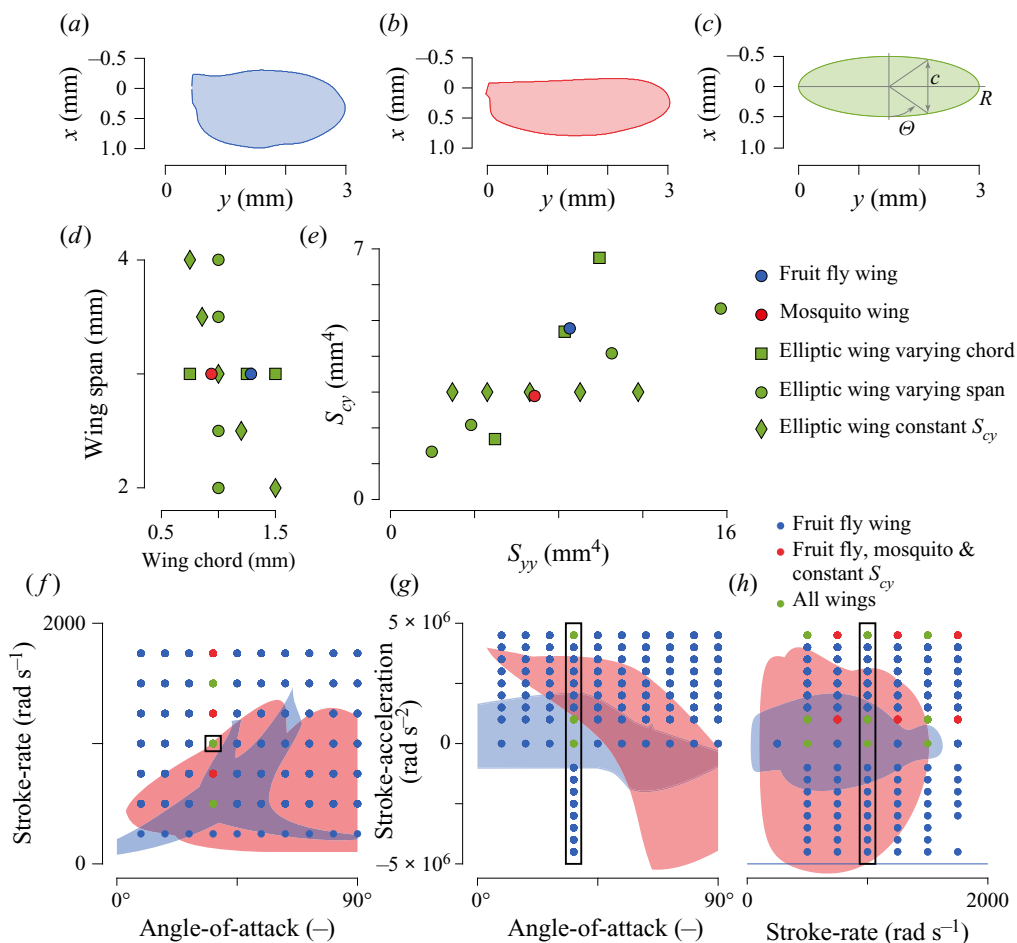 (a)
(b)
(c)
–0.5
0
0.5
1.0
x (mm)
0
3
y (mm)
–0.5
0
0.5
1.0
x (mm)
0
3
y (mm)
–0.5
0
0.5
1.0
x (mm)
c
R
Θ
0
3
y (mm)
(d)
4
2
Wing span (mm)
0.5
1.5
Wing chord (mm)
(e)
7
0
Scy (mm4)
0
16
Syy (mm4)
Fruit fly wing
Mosquito wing
Elliptic wing varying chord
Elliptic wing varying span
Elliptic wing constant Scy
Fruit fly wing
Fruit fly, mosquito &
constant Scy
All wings
(f)
2000
0
Stroke-rate (rad s–1)
0°
90°
Angle-of-attack (–)
(g)
5 × 106
0
–5 × 106
Stroke-acceleration
(rad s–2)
0°
90°
Angle-of-attack (–)
(h)
0
2000
Stroke-rate (rad s–1)